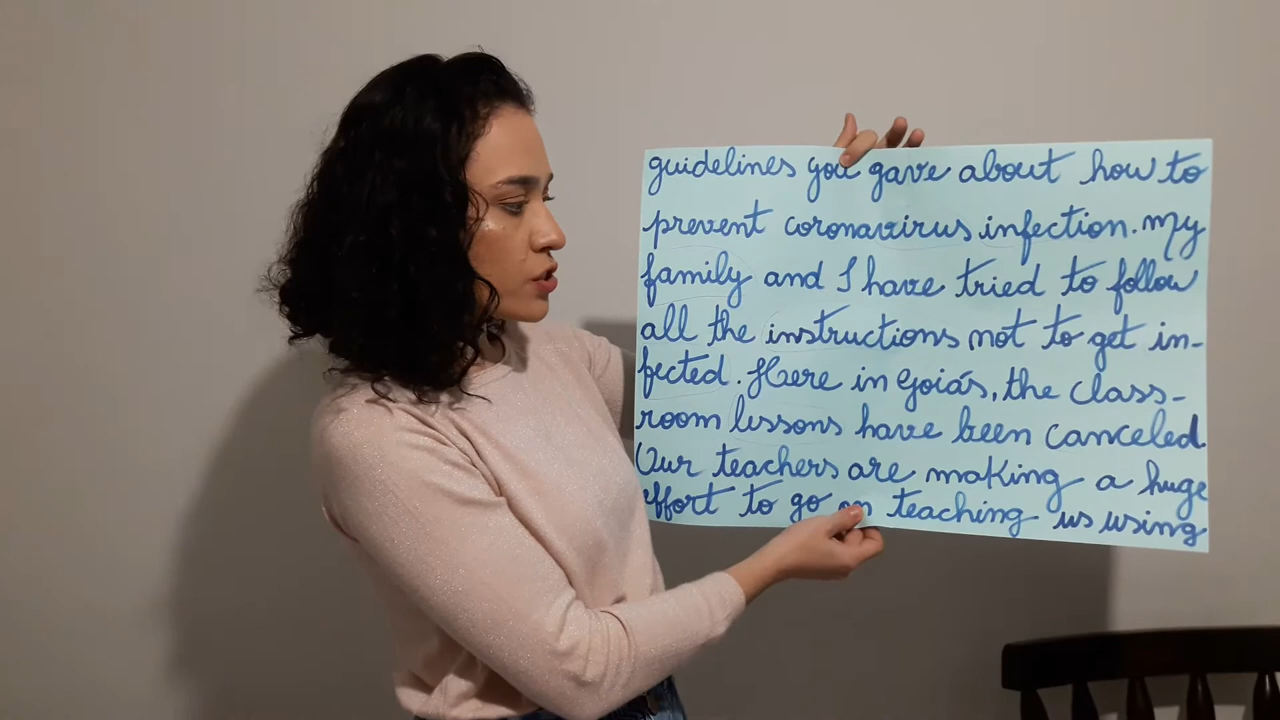 guidelines you gave about how to
prevent coronavirus infection. My
family and I have tried to follow
all the instructions not to get in-
fected. Here in Goiás, the class-
room lessons have been canceled.
Our teachers are making a huge
effort to go on teaching us using